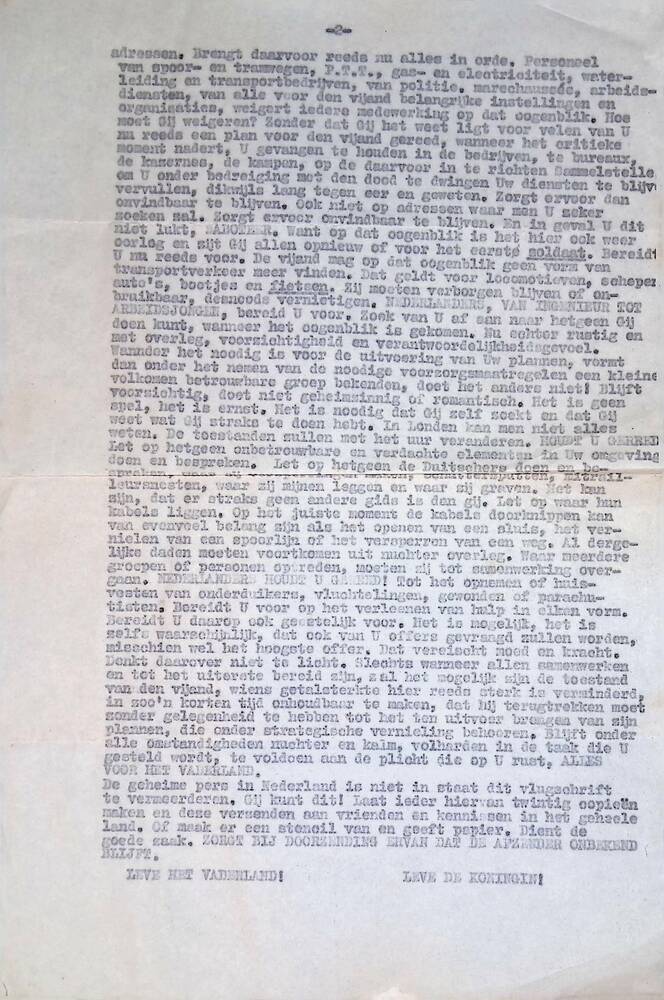 -2-
adressen. Brengt daarvoor reeds nu alles in orde. Personeel
van spoor- en tramwegen, P.T.T., gas- en electriciteit, water-
leiding en transportbedrijven, van politie. marechaussée, arbeids-
diensten, van alle voor den vijand belangrijke instellingen en
organisaties, weigert iedere medewerking op dat oogenblik. Hoe
moet Gij weigeren? Zonder dat Gij het weet ligt voor velen van U
nu reeds een plan voor den vijand gereed, wanneer het critieke
moment nadert, U gevangen te houden in de bedrijven, te bureaux,
de kazernes, de kampen, op de daarvoor in te richten Sammelstelle
om U onder bedreiging met den dood te dwingen Uw diensten te blijv
vervullen, dikwijls lang tegen eer en geweten. Zorgt ervoor dan
onvindbaar te blijven. Ook niet op adressen waar men U zeker
zoeken zal. Zorgt ervoor onvindbaar te blijven. En in geval U dit
niet lukt, SABOTEER. Want op dat oogenblik is het hier ook weer
oorlog en zijt Gij allen opnieuw of voor het eerst soldaat. Bereidt
U nu reeds voor. De vijand mag op dat oogenblik geen vorm van
transportverkeer meer vinden. Dat geldt voor locomotieven, schepen
auto's, bootjes en fietsen. Zij moeten verborgen blijven of on-
bruikbaar, desnoods vernietigen. NEDERLANDERS, VAN INGENIEUR TOT
ARBEIDSJONGEN, bereid U voor. Zoek van U af aan naar hetgeen Gij
doen kunt, wanneer het oogenblik is gekomen. Nu echter rustig en
met overleg, voorzichtigheid en verantwoordelijkheidsgevoel.
Wanneer het noodig is voor de uitvoering van Uw plannen, vormt
dan onder het nemen van de noodige voorzorgsmaatregelen een kleine
volkomen betrouwbare groep bekenden, doet het anders niet! Blijft
voorzichtig, doet niet geheimzinnig of romantisch. Het is geen
spel, het is ernst. Het is noodig dat Gij zelf zoekt en dat Gij
weet wat Gij straks te doen hebt. In Londen kan men niet alles
weten. De toestanden zullen met het uur veranderen. HOUDT U GEREED
Let op hetgeen onbetrouwbare en verdachte elementen in Uw omgeving
doen en bespreken. Let op hetgeen de Duitschers doen en be-
spreken, waar zij maken, schuttersputten, mitrail-
leursnesten, waar zij mijnen leggen en waar zij graven. Het kan
zijn, dat er straks geen andere gids is dan gij. Let op waar hun
kabels liggen. Op het juiste moment de kabels doorknippen kan
van evenveel belang zijn als het openen van een sluis, het ver-
nielen van een spoorlijn of het versperren van een weg. Al derge-
lijke daden moeten voortkomen uit nuchter overleg. Waar meerdere
groepen of personen optreden, moeten zij tot samenwerking over-
gaan. NEDERLANDERS HOUDT U GEREED! Tot het opnemen of huis-
vesten van onderduikers, vluchtelingen, gewonden of parachu-
tisten. Bereidt U voor op het verleenen van hulp in elken vorm.
Bereidt U daarop ook geestelijk voor. Het is mogelijk, het is
zelfs waarschijnlijk, dat ook van U offers gevraagd zullen worden,
misschien wel het hoogste offer. Dat vereischt moed en kracht.
Denkt daarover niet te licht. Slechts wanneer allen samenwerken
en tot het uiterste bereid zijn, zal het mogelijk zijn de toestand
van den vijand, wiens getalsterkte hier reeds sterk is verminderd,
in zoo'n korten tijd onhoudbaar te maken, dat hij terugtrekken moet
zonder gelegenheid te hebben tot het ten uitvoer brengen van zijn
plannen, die onder strategische vernieling behooren. Blijft onder
alle omstandigheden nuchter en kalm, volharden in de taak die U
gesteld wordt, te voldoen aan de plicht die op U rust, ALLES
VOOR HET VADERLAND.
De geheime pers in Nederland is niet in staat dit vlugschrift
te vermeerderen. Gij kunt dit! Laat ieder hiervan twintig copieën
maken en deze verzenden aan vrienden en kennissen in het geheele
land. Of maak er een stencil van en geeft papier. Dient de
goede zaak. ZORGT BIJ DOORZENDING ERVAN DAT DE AFZENDER ONBEKEND
BLIJFT.
LEVE HET VADERLAND! LEVE DE KONINGIN!